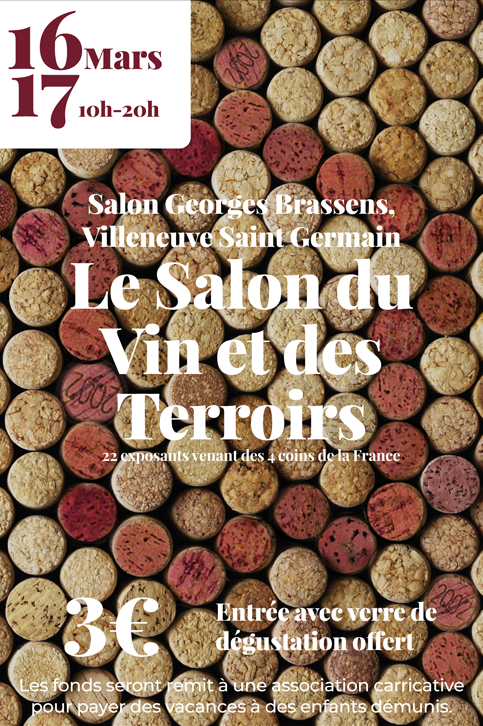 16 Mars
17 10h-20h
Salon Georges Brassens,
Villeneuve Saint Germain
Le Salon du
Vin et des
Terroirs
22 exposants venant des 4 coins de la France
3€
Entrée avec verre de
dégustation offert
Les fonds seront remit à une association carricative
pour payer des vacances à des enfants démunis.